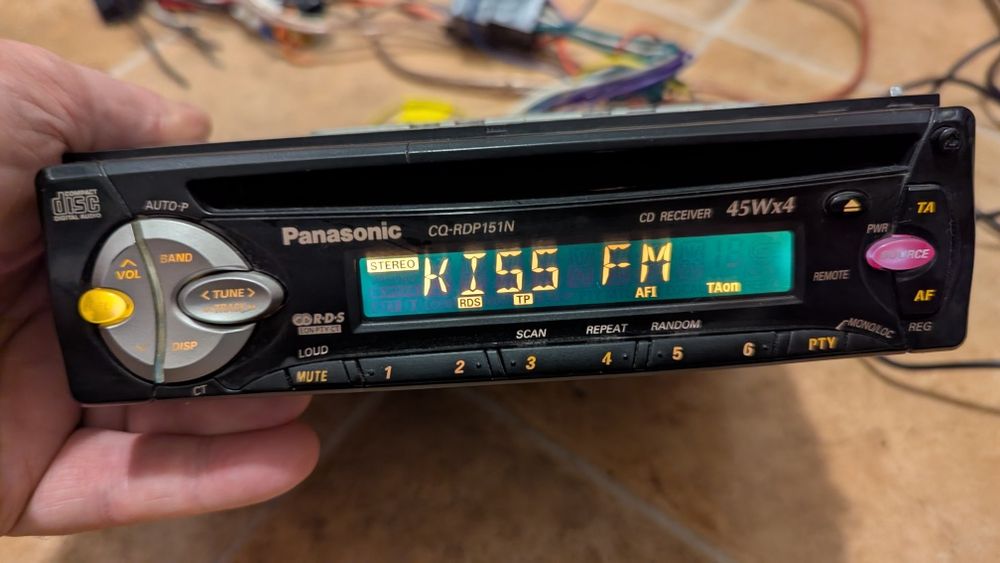 COMPACT
disc
DIGITAL AUDIO
AUTO·P
Panasonic
CQ-RDP151N
CD RECEIVER
45Wx4
TA
PWR
SOURCE
REMOTE
AF
REG
VOL
BAND
< TUNE >
TRACK
DISP
CT
STEREO
KISS FM
RDS
TP
AFI
TAon
R·D·S
EON·PTY·CT
LOUD
SCAN
REPEAT
RANDOM
MONO/LOC
MUTE
1
2
3
4
5
6
PTY